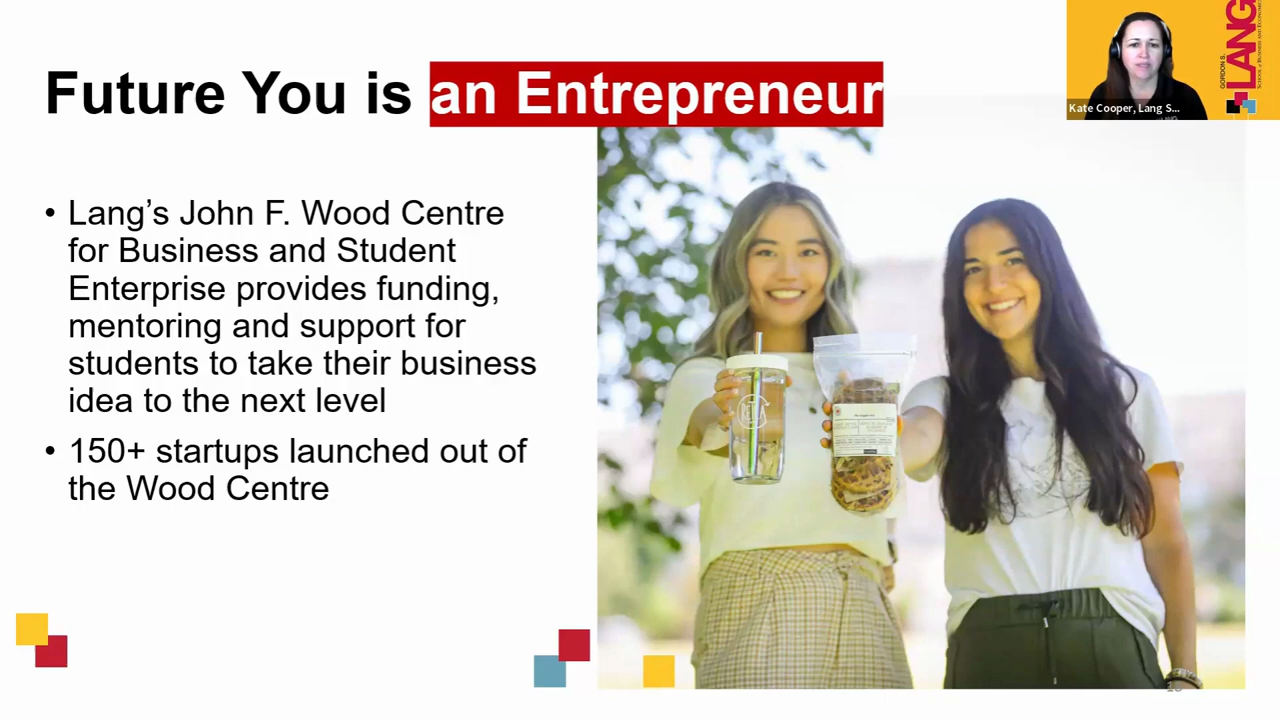 Future You is an Entrepreneur
• Lang’s John F. Wood Centre
for Business and Student
Enterprise provides funding,
mentoring and support for
students to take their business
idea to the next level
• 150+ startups launched out of
the Wood Centre
Kate Cooper, Lang S...
GORDON S.
LANG